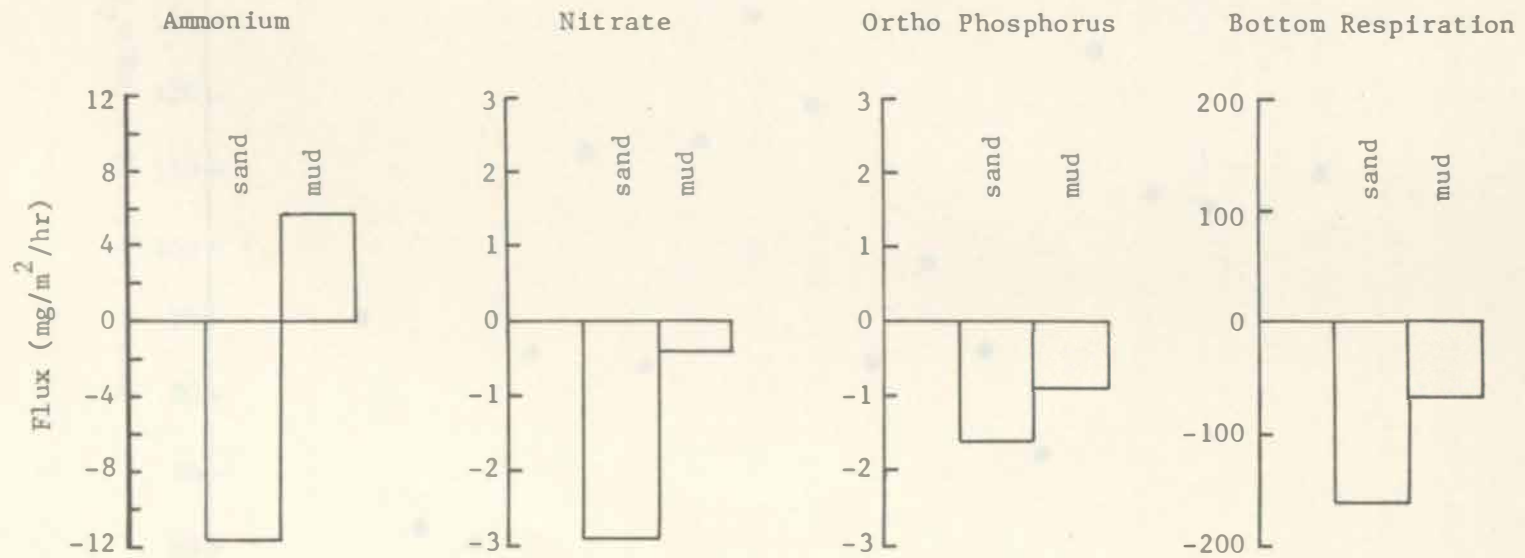 Ammonium
Nitrate
Ortho Phosphorus
Bottom Respiration
Flux (mg/m²/hr)
12
8
4
0
-4
-8
-12
sand
mud
3
2
1
0
-1
-2
-3
sand
mud
3
2
1
0
-1
-2
-3
sand
mud
200
100
0
-100
-200
sand
mud